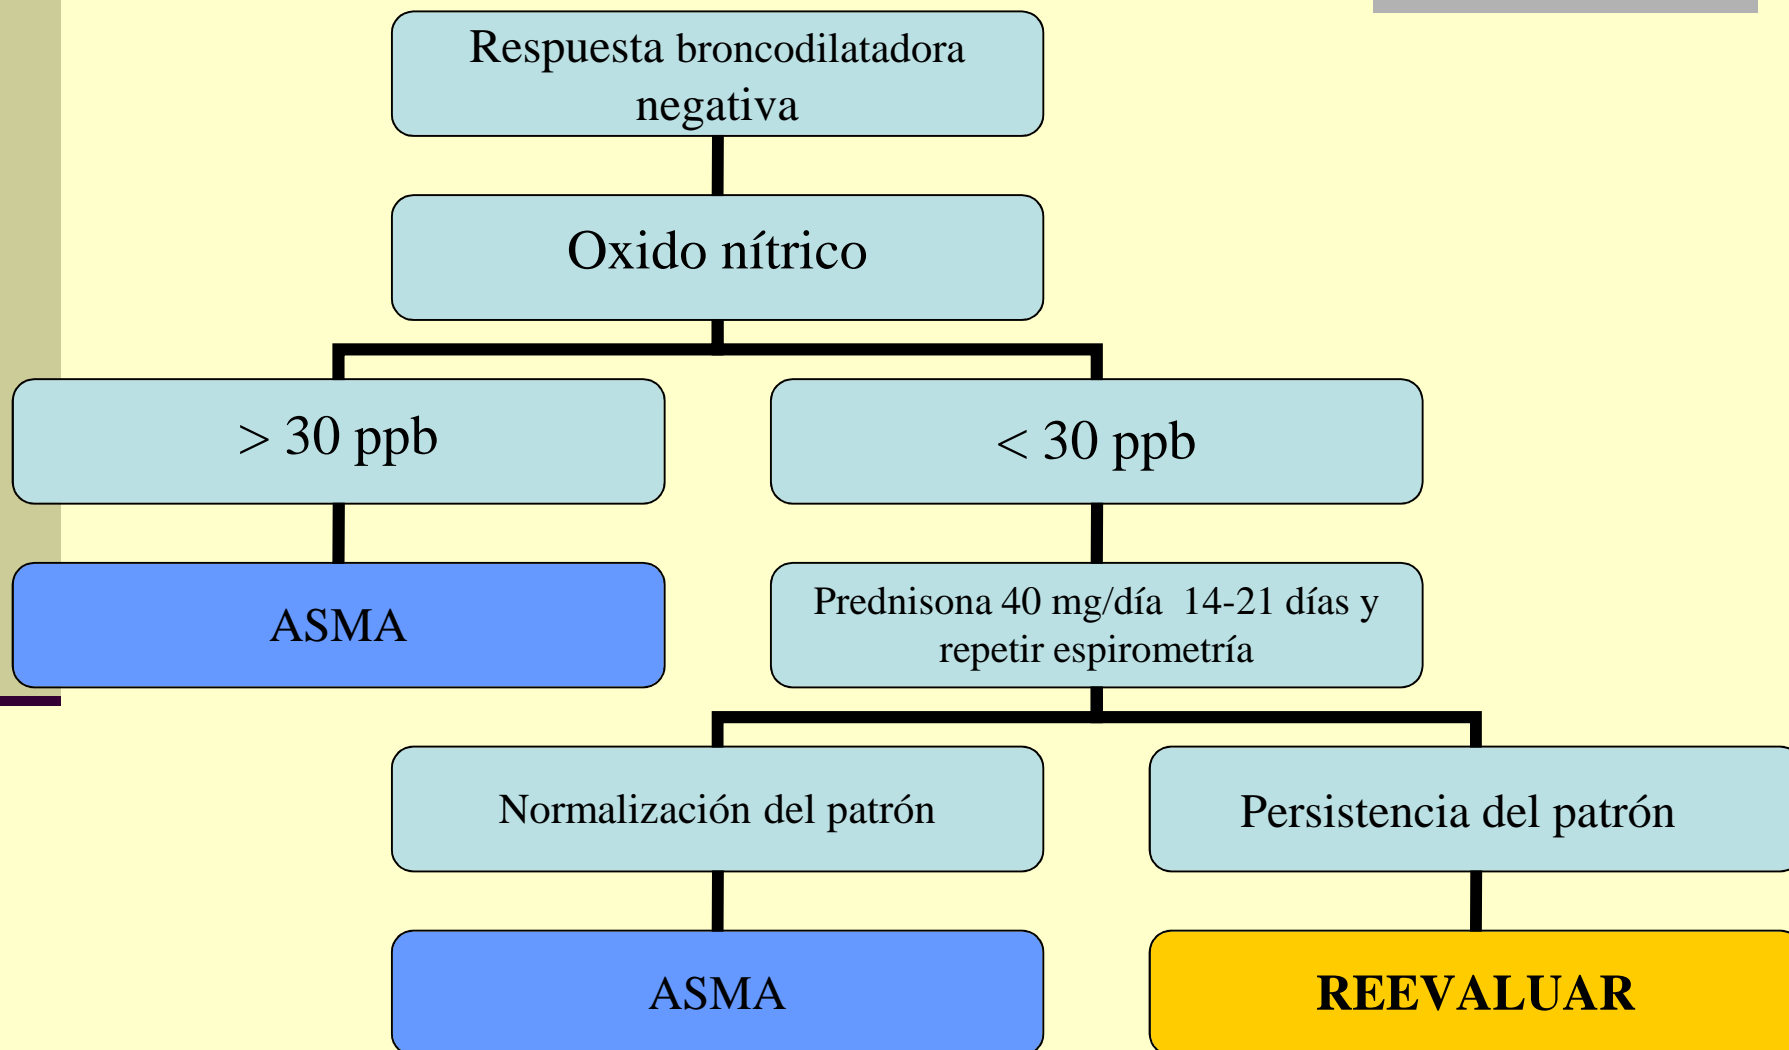 Respuesta broncodilatadora
negativa
Oxido nítrico
> 30 ppb
< 30 ppb
ASMA
Prednisona 40 mg/día 14-21 días y
repetir espirometría
Normalización del patrón
Persistencia del patrón
ASMA
REEVALUAR